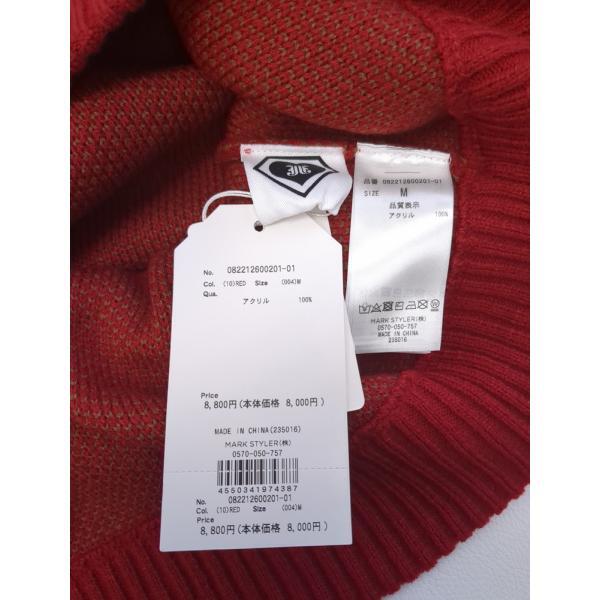 No. 082212600201-01
Col. (10)RED Size (004)M
Qua.
アクリル 100%
Price
8,800円(本体価格 8,000円)
MADE IN CHINA(235016)
MARK STYLER(株)
0570-050-757
4550341974387
No. 082212600201-01
Col. (10)RED Size (004)M
Price
8,800円(本体価格 8,000円)
品番 082212600201-01
SIZE M
品質表示
アクリル 100%
MARK STYLER(株)
0570-050-757
MADE IN CHINA
235016